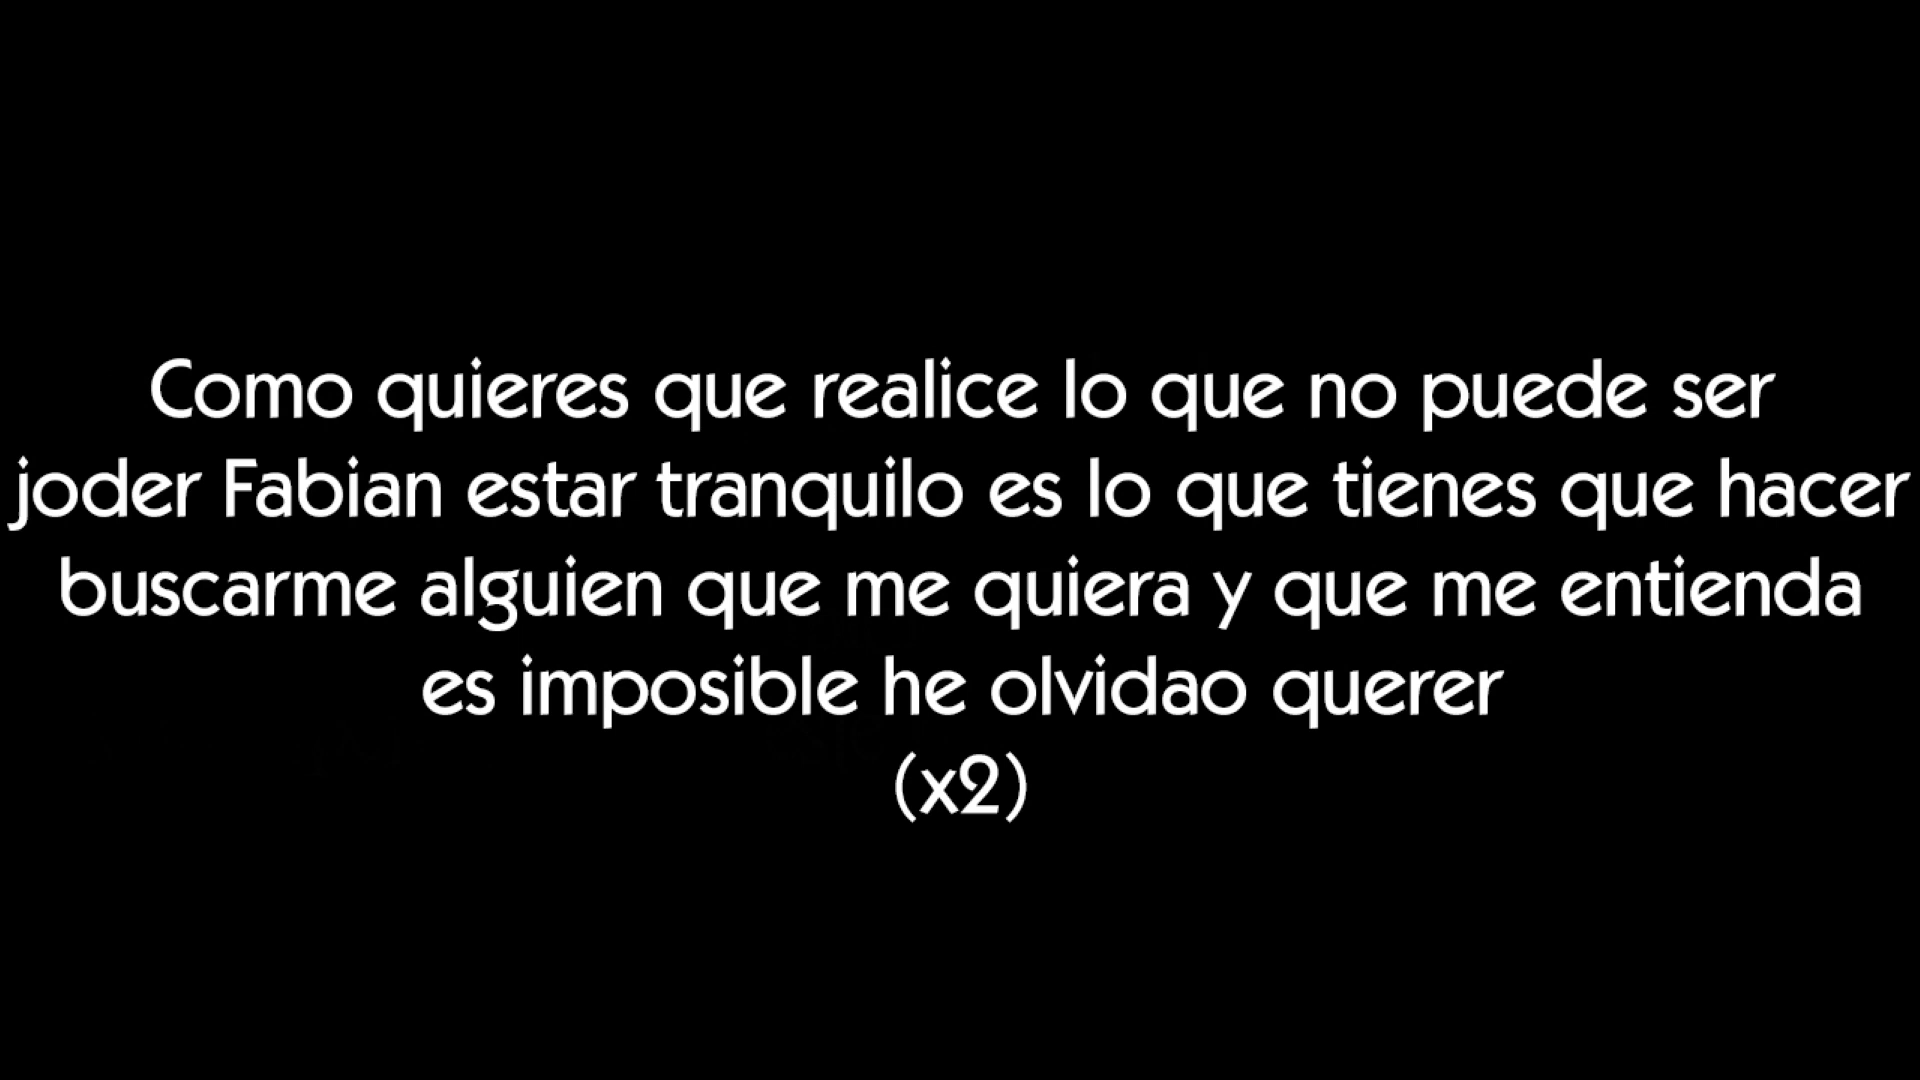 Como quieres que realice lo que no puede ser
joder Fabian estar tranquilo es lo que tienes que hacer
buscarme alguien que me quiera y que me entienda
es imposible he olvidao querer
(x2)